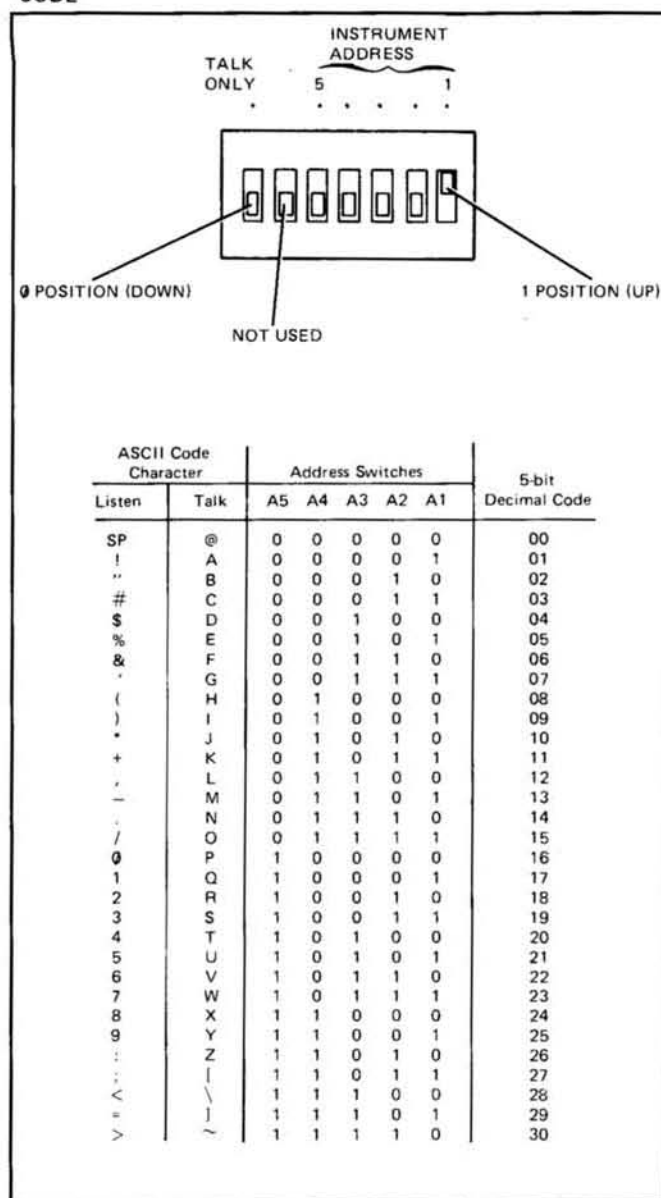 INSTRUMENT
ADDRESS
TALK
ONLY 5 1
0 POSITION (DOWN) 1 POSITION (UP)
NOT USED
ASCII Code
Character Address Switches 5-bit
Decimal Code
Listen Talk A5 A4 A3 A2 A1
SP @ 0 0 0 0 0 00
! A 0 0 0 0 1 01
" B 0 0 0 1 0 02
# C 0 0 0 1 1 03
$ D 0 0 1 0 0 04
% E 0 0 1 0 1 05
& F 0 0 1 1 0 06
' G 0 0 1 1 1 07
( H 0 1 0 0 0 08
) I 0 1 0 0 1 09
* J 0 1 0 1 0 10
+ K 0 1 0 1 1 11
, L 0 1 1 0 0 12
– M 0 1 1 0 1 13
. N 0 1 1 1 0 14
/ O 0 1 1 1 1 15
0 P 1 0 0 0 0 16
1 Q 1 0 0 0 1 17
2 R 1 0 0 1 0 18
3 S 1 0 0 1 1 19
4 T 1 0 1 0 0 20
5 U 1 0 1 0 1 21
6 V 1 0 1 1 0 22
7 W 1 0 1 1 1 23
8 X 1 1 0 0 0 24
9 Y 1 1 0 0 1 25
: Z 1 1 0 1 0 26
; [ 1 1 0 1 1 27
< \ 1 1 1 0 0 28
= ] 1 1 1 0 1 29
> ~ 1 1 1 1 0 30